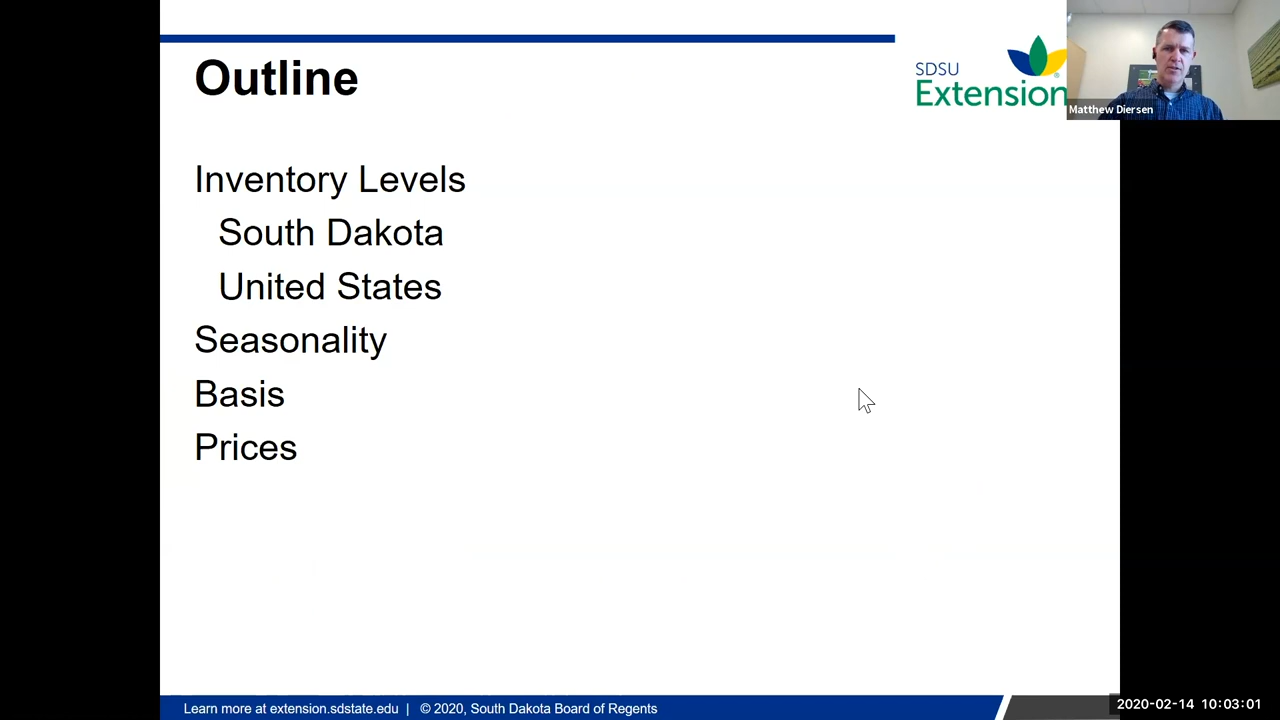 Outline
SDSU
Extension
Matthew Diersen
Inventory Levels
South Dakota
United States
Seasonality
Basis
Prices
Learn more at extension.sdstate.edu | © 2020, South Dakota Board of Regents
2020-02-14 10:03:01